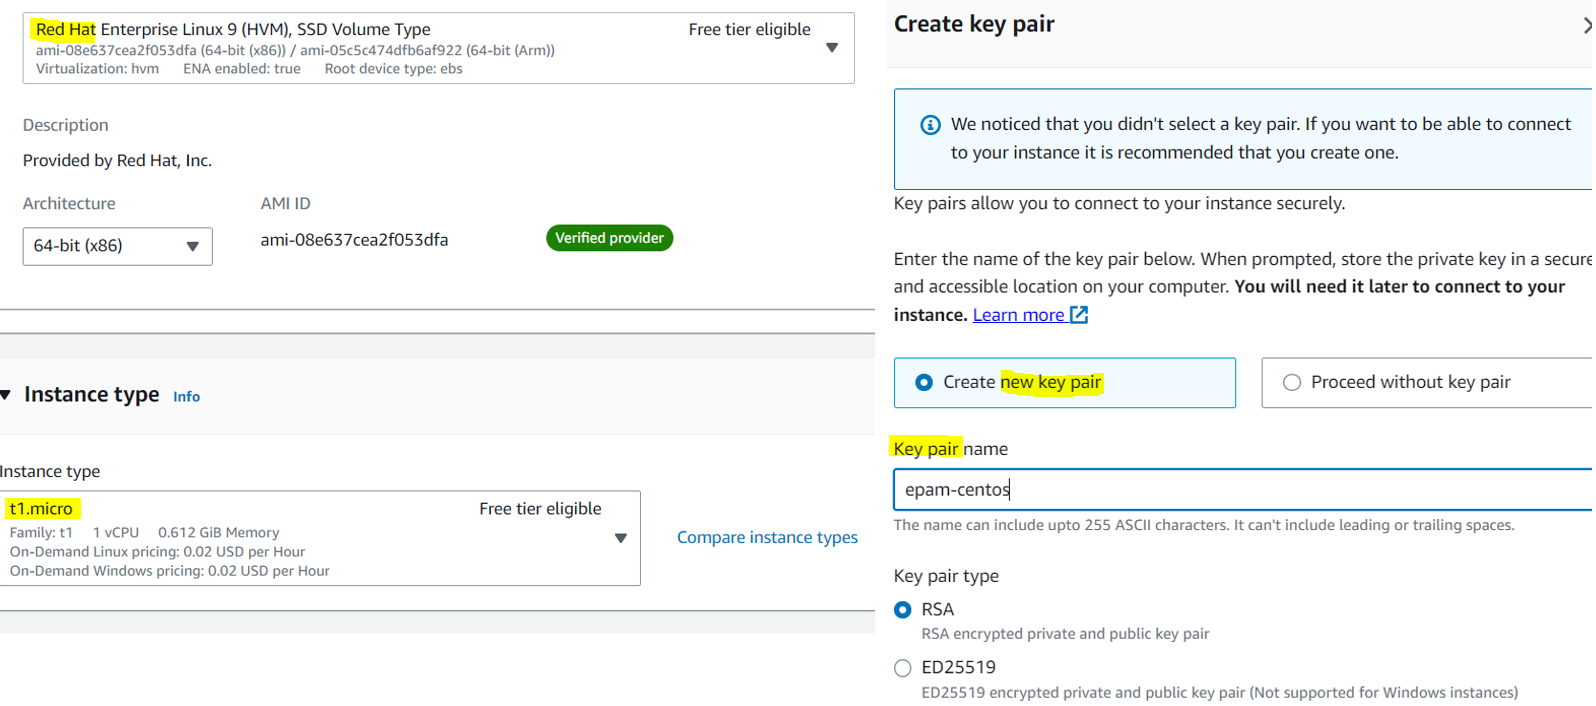 Red Hat Enterprise Linux 9 (HVM), SSD Volume Type
Free tier eligible
ami-08e637cea2f053dfa (64-bit (x86)) / ami-05c5c474dfb6af922 (64-bit (Arm))
Virtualization: hvm ENA enabled: true Root device type: ebs
Description
Provided by Red Hat, Inc.
Architecture
AMI ID
64-bit (x86)
ami-08e637cea2f053dfa
Verified provider
Instance type Info
Instance type
t1.micro
Free tier eligible
Family: t1 1 vCPU 0.612 GiB Memory
On-Demand Linux pricing: 0.02 USD per Hour
On-Demand Windows pricing: 0.02 USD per Hour
Compare instance types
Create key pair
We noticed that you didn't select a key pair. If you want to be able to connect
to your instance it is recommended that you create one.
Key pairs allow you to connect to your instance securely.
Enter the name of the key pair below. When prompted, store the private key in a secure
and accessible location on your computer. You will need it later to connect to your
instance. Learn more
Create new key pair
Proceed without key pair
Key pair name
epam-centos
The name can include upto 255 ASCII characters. It can't include leading or trailing spaces.
Key pair type
RSA
RSA encrypted private and public key pair
ED25519
ED25519 encrypted private and public key pair (Not supported for Windows instances)